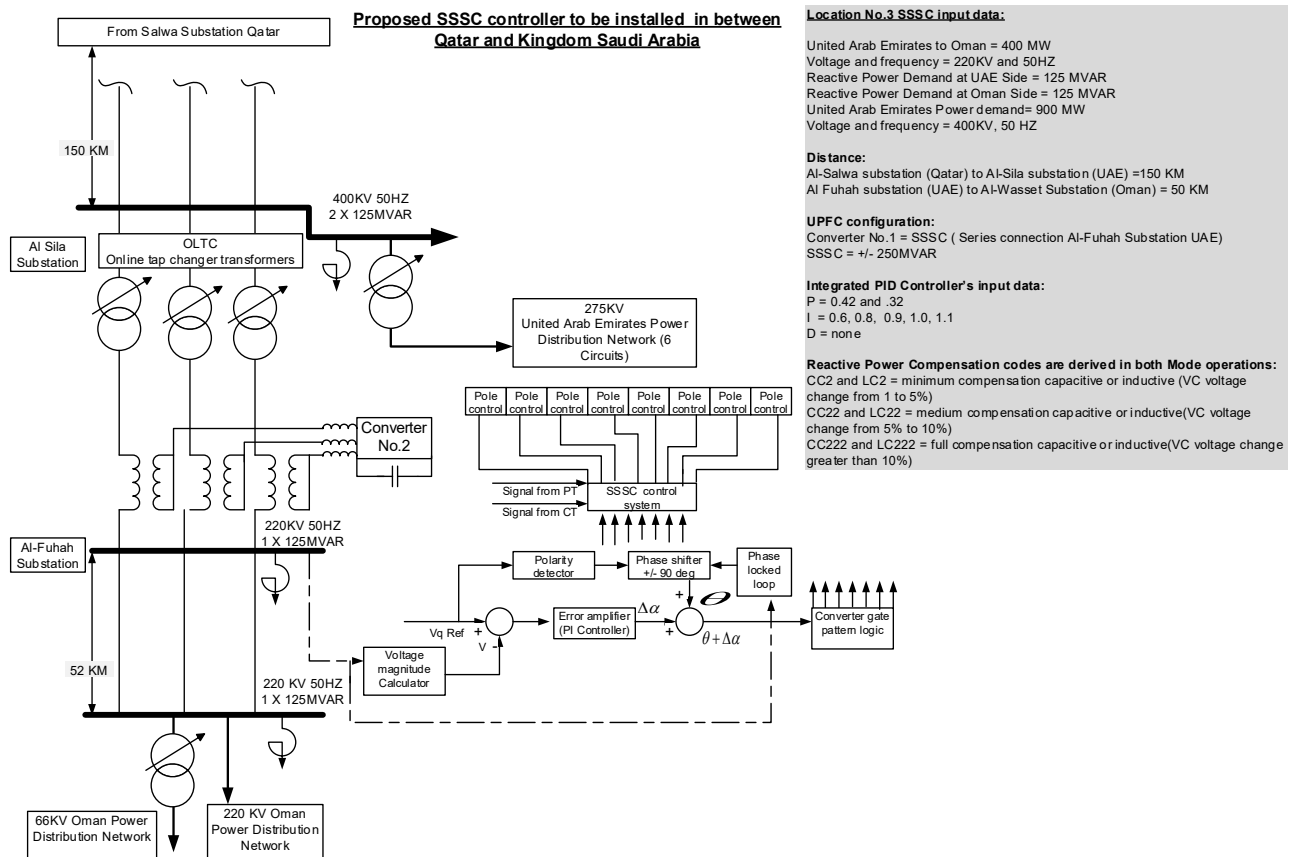 Proposed SSSC controller to be installed in between
Qatar and Kingdom Saudi Arabia
From Salwa Substation Qatar
150 KM
400KV 50HZ
2 X 125MVAR
Al Sila
Substation
OLTC
Online tap changer transformers
275KV
United Arab Emirates Power
Distribution Network (6
Circuits)
Pole
control
Pole
control
Pole
control
Pole
control
Pole
control
Pole
control
Pole
control
Pole
control
Converter
No.2
Signal from PT
Signal from CT
SSSC control
system
220KV 50HZ
1 X 125MVAR
Al-Fuhah
Substation
Polarity
detector
Phase shifter
+/- 90 deg
Phase
locked
loop
+
θ
Vq Ref
+
V -
Error amplifier
(PI Controller)
Δα
+
θ+Δα
Converter gate
pattern logic
Voltage
magnitude
Calculator
52 KM
220 KV 50HZ
1 X 125MVAR
66KV Oman Power
Distribution Network
220 KV Oman
Power Distribution
Network
Location No.3 SSSC input data:
United Arab Emirates to Oman = 400 MW
Voltage and frequency = 220KV and 50HZ
Reactive Power Demand at UAE Side = 125 MVAR
Reactive Power Demand at Oman Side = 125 MVAR
United Arab Emirates Power demand= 900 MW
Voltage and frequency = 400KV, 50 HZ
Distance:
Al-Salwa substation (Qatar) to Al-Sila substation (UAE) =150 KM
Al Fuhah substation (UAE) to Al-Wasset Substation (Oman) = 50 KM
UPFC configuration:
Converter No.1 = SSSC ( Series connection Al-Fuhah Substation UAE)
SSSC = +/- 250MVAR
Integrated PID Controller's input data:
P = 0.42 and .32
I = 0.6, 0.8, 0.9, 1.0, 1.1
D = none
Reactive Power Compensation codes are derived in both Mode operations:
CC2 and LC2 = minimum compensation capacitive or inductive (VC voltage
change from 1 to 5%)
CC22 and LC22 = medium compensation capacitive or inductive(VC voltage
change from 5% to 10%)
CC222 and LC222 = full compensation capacitive or inductive(VC voltage change
greater than 10%)